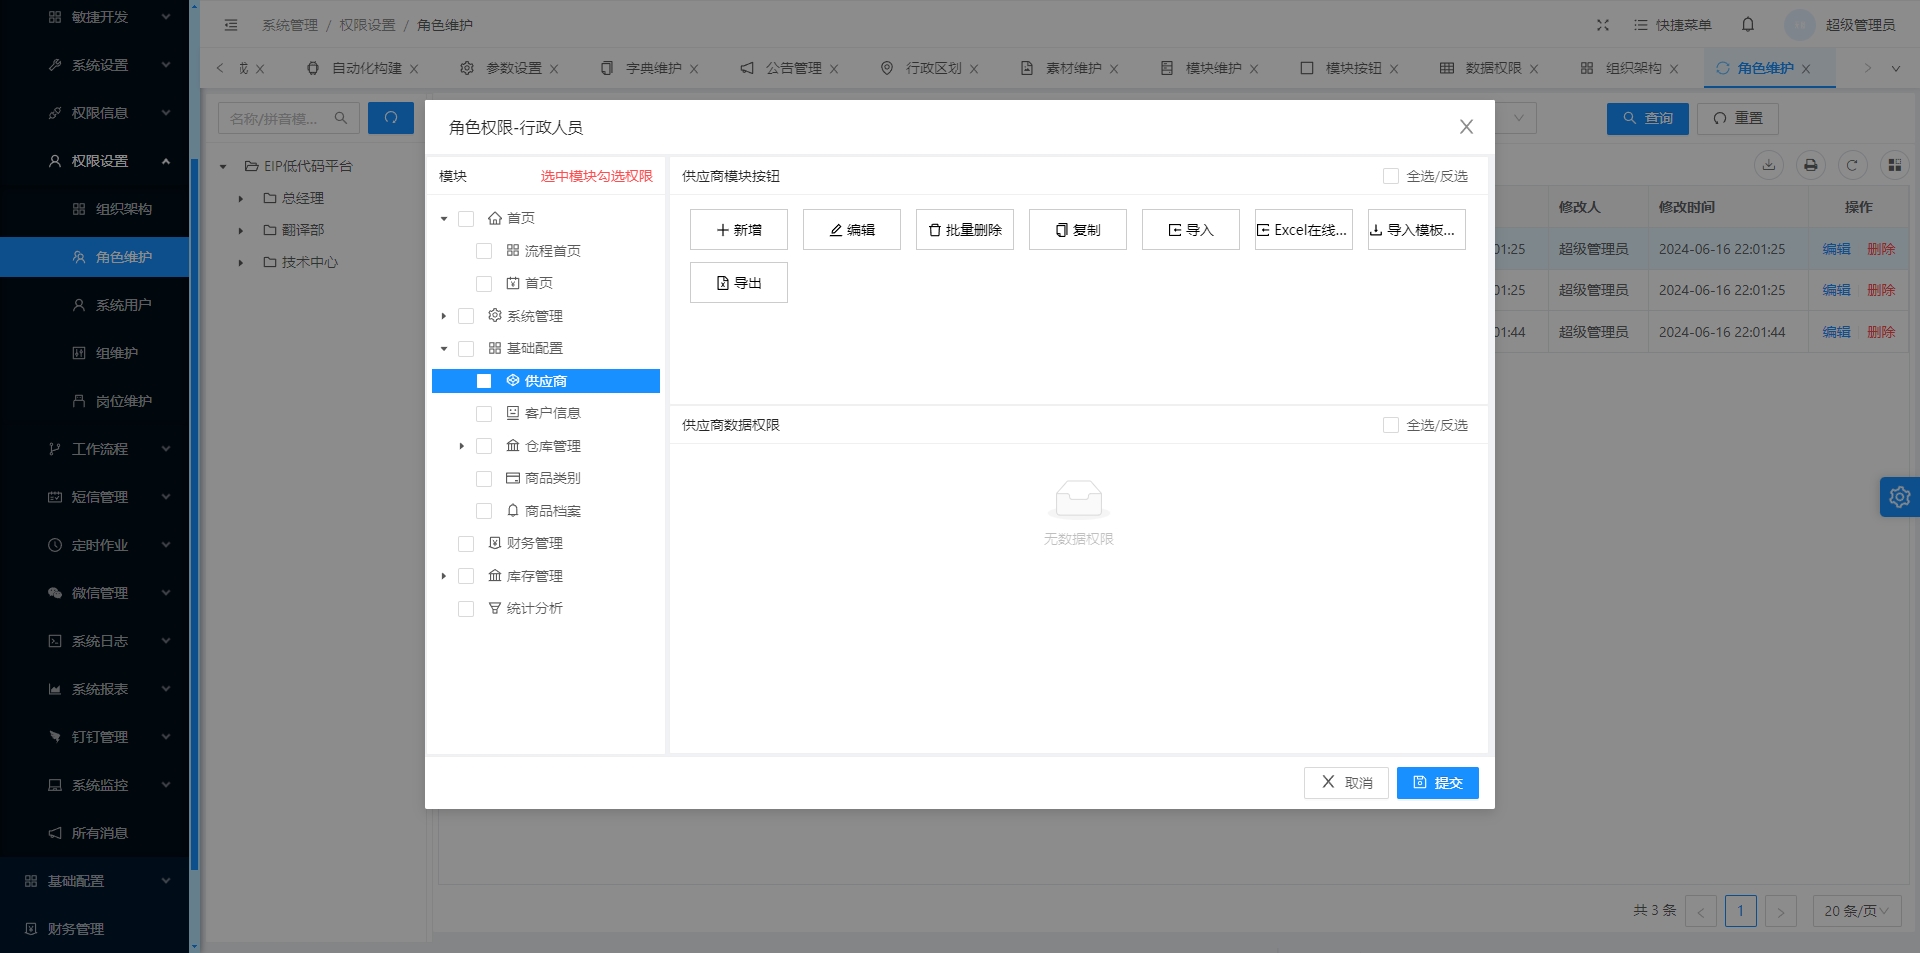 敏捷开发
系统设置
权限信息
权限设置
组织架构
角色维护
系统用户
组维护
岗位维护
工作流程
短信管理
定时作业
微信管理
系统日志
系统报表
钉钉管理
系统监控
所有消息
基础配置
财务管理
系统管理 / 权限设置 / 角色维护
快捷菜单
超级管理员
自动化构建
参数设置
字典维护
公告管理
行政区划
素材维护
模块维护
模块按钮
数据权限
组织架构
角色维护
名称/拼音模...
EIP低代码平台
总经理
翻译部
技术中心
查询
重置
修改人 修改时间 操作
01:25 超级管理员 2024-06-16 22:01:25 编辑 删除
01:25 超级管理员 2024-06-16 22:01:25 编辑 删除
01:44 超级管理员 2024-06-16 22:01:44 编辑 删除
共 3 条 < 1 > 20 条/页
角色权限-行政人员
模块 选中模块勾选权限
首页
流程首页
首页
系统管理
基础配置
供应商
客户信息
仓库管理
商品类别
商品档案
财务管理
库存管理
统计分析
供应商模块按钮 全选/反选
新增 编辑 批量删除 复制 导入 Excel在线... 导入模板...
导出
供应商数据权限 全选/反选
无数据权限
取消 提交